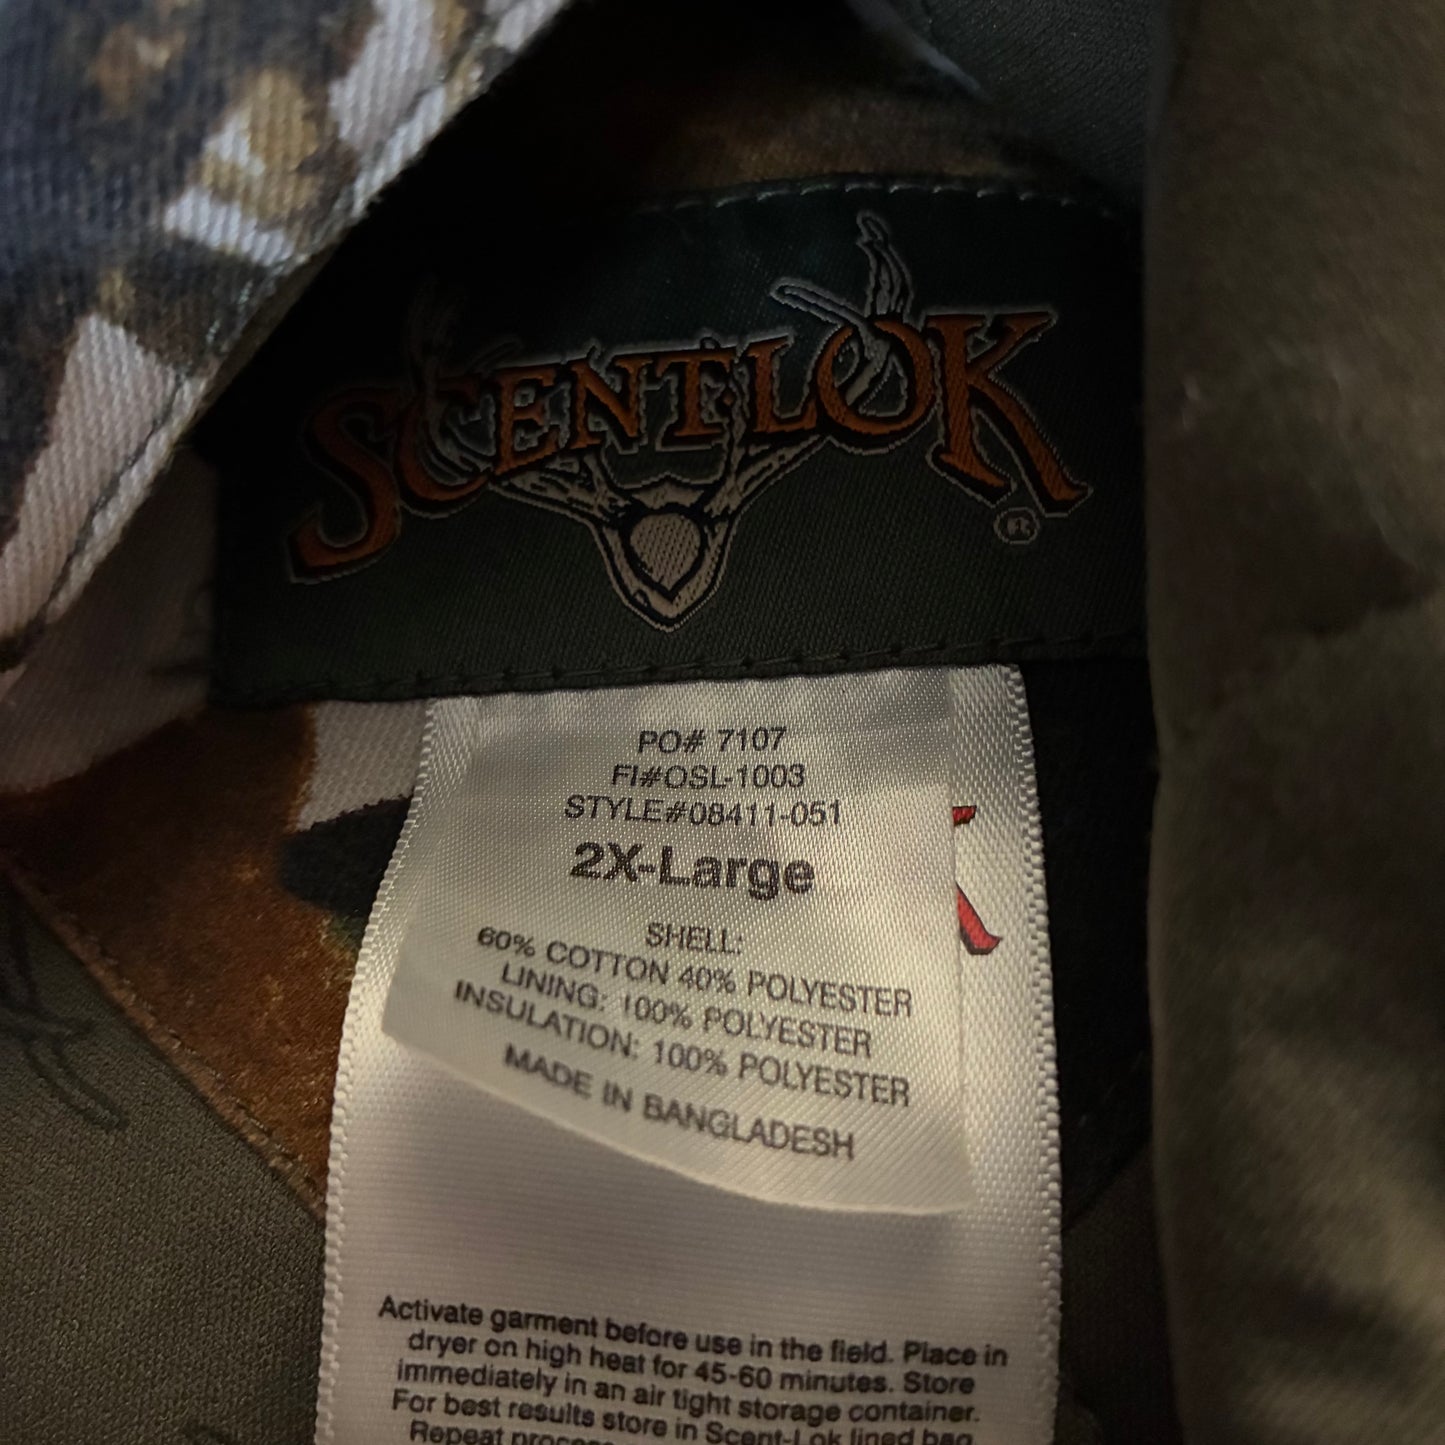 SCENT-LOK®
PO# 7107
FI#OSL-1003
STYLE#08411-051
2X-Large
SHELL:
60% COTTON 40% POLYESTER
LINING: 100% POLYESTER
INSULATION: 100% POLYESTER
MADE IN BANGLADESH
Activate garment before use in the field. Place in
dryer on high heat for 45-60 minutes. Store
immediately in an air tight storage container.
For best results store in Scent-Lok lined bag.
Repeat